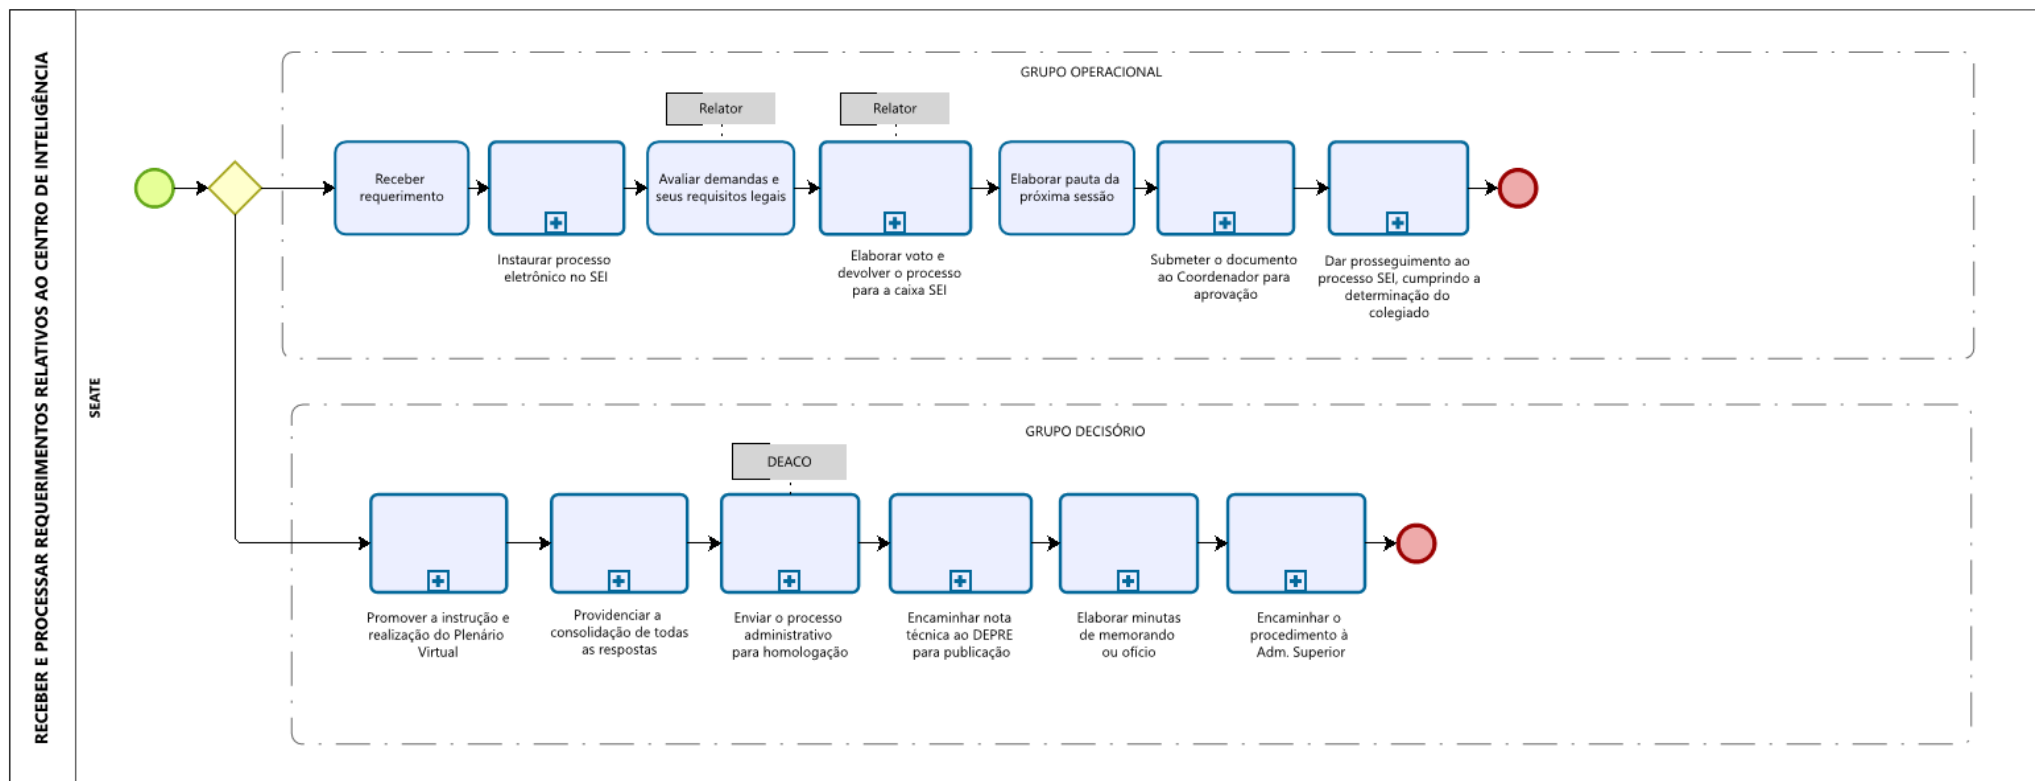 RECEBER E PROCESSAR REQUERIMENTOS RELATIVOS AO CENTRO DE INTELIGÊNCIA
SEATE
GRUPO OPERACIONAL
Relator
Relator
Receber
requerimento
Instaurar processo
eletrônico no SEI
Avaliar demandas e
seus requisitos legais
Elaborar voto e
devolver o processo
para a caixa SEI
Elaborar pauta da
próxima sessão
Submeter o documento
ao Coordenador para
aprovação
Dar prosseguimento ao
processo SEI, cumprindo a
determinação do
colegiado
GRUPO DECISÓRIO
DEACO
Promover a instrução e
realização do Plenário
Virtual
Providenciar a
consolidação de todas
as respostas
Enviar o processo
administrativo
para homologação
Encaminhar nota
técnica ao DEPRE
para publicação
Elaborar minutas
de memorando
ou ofício
Encaminhar o
procedimento à
Adm. Superior